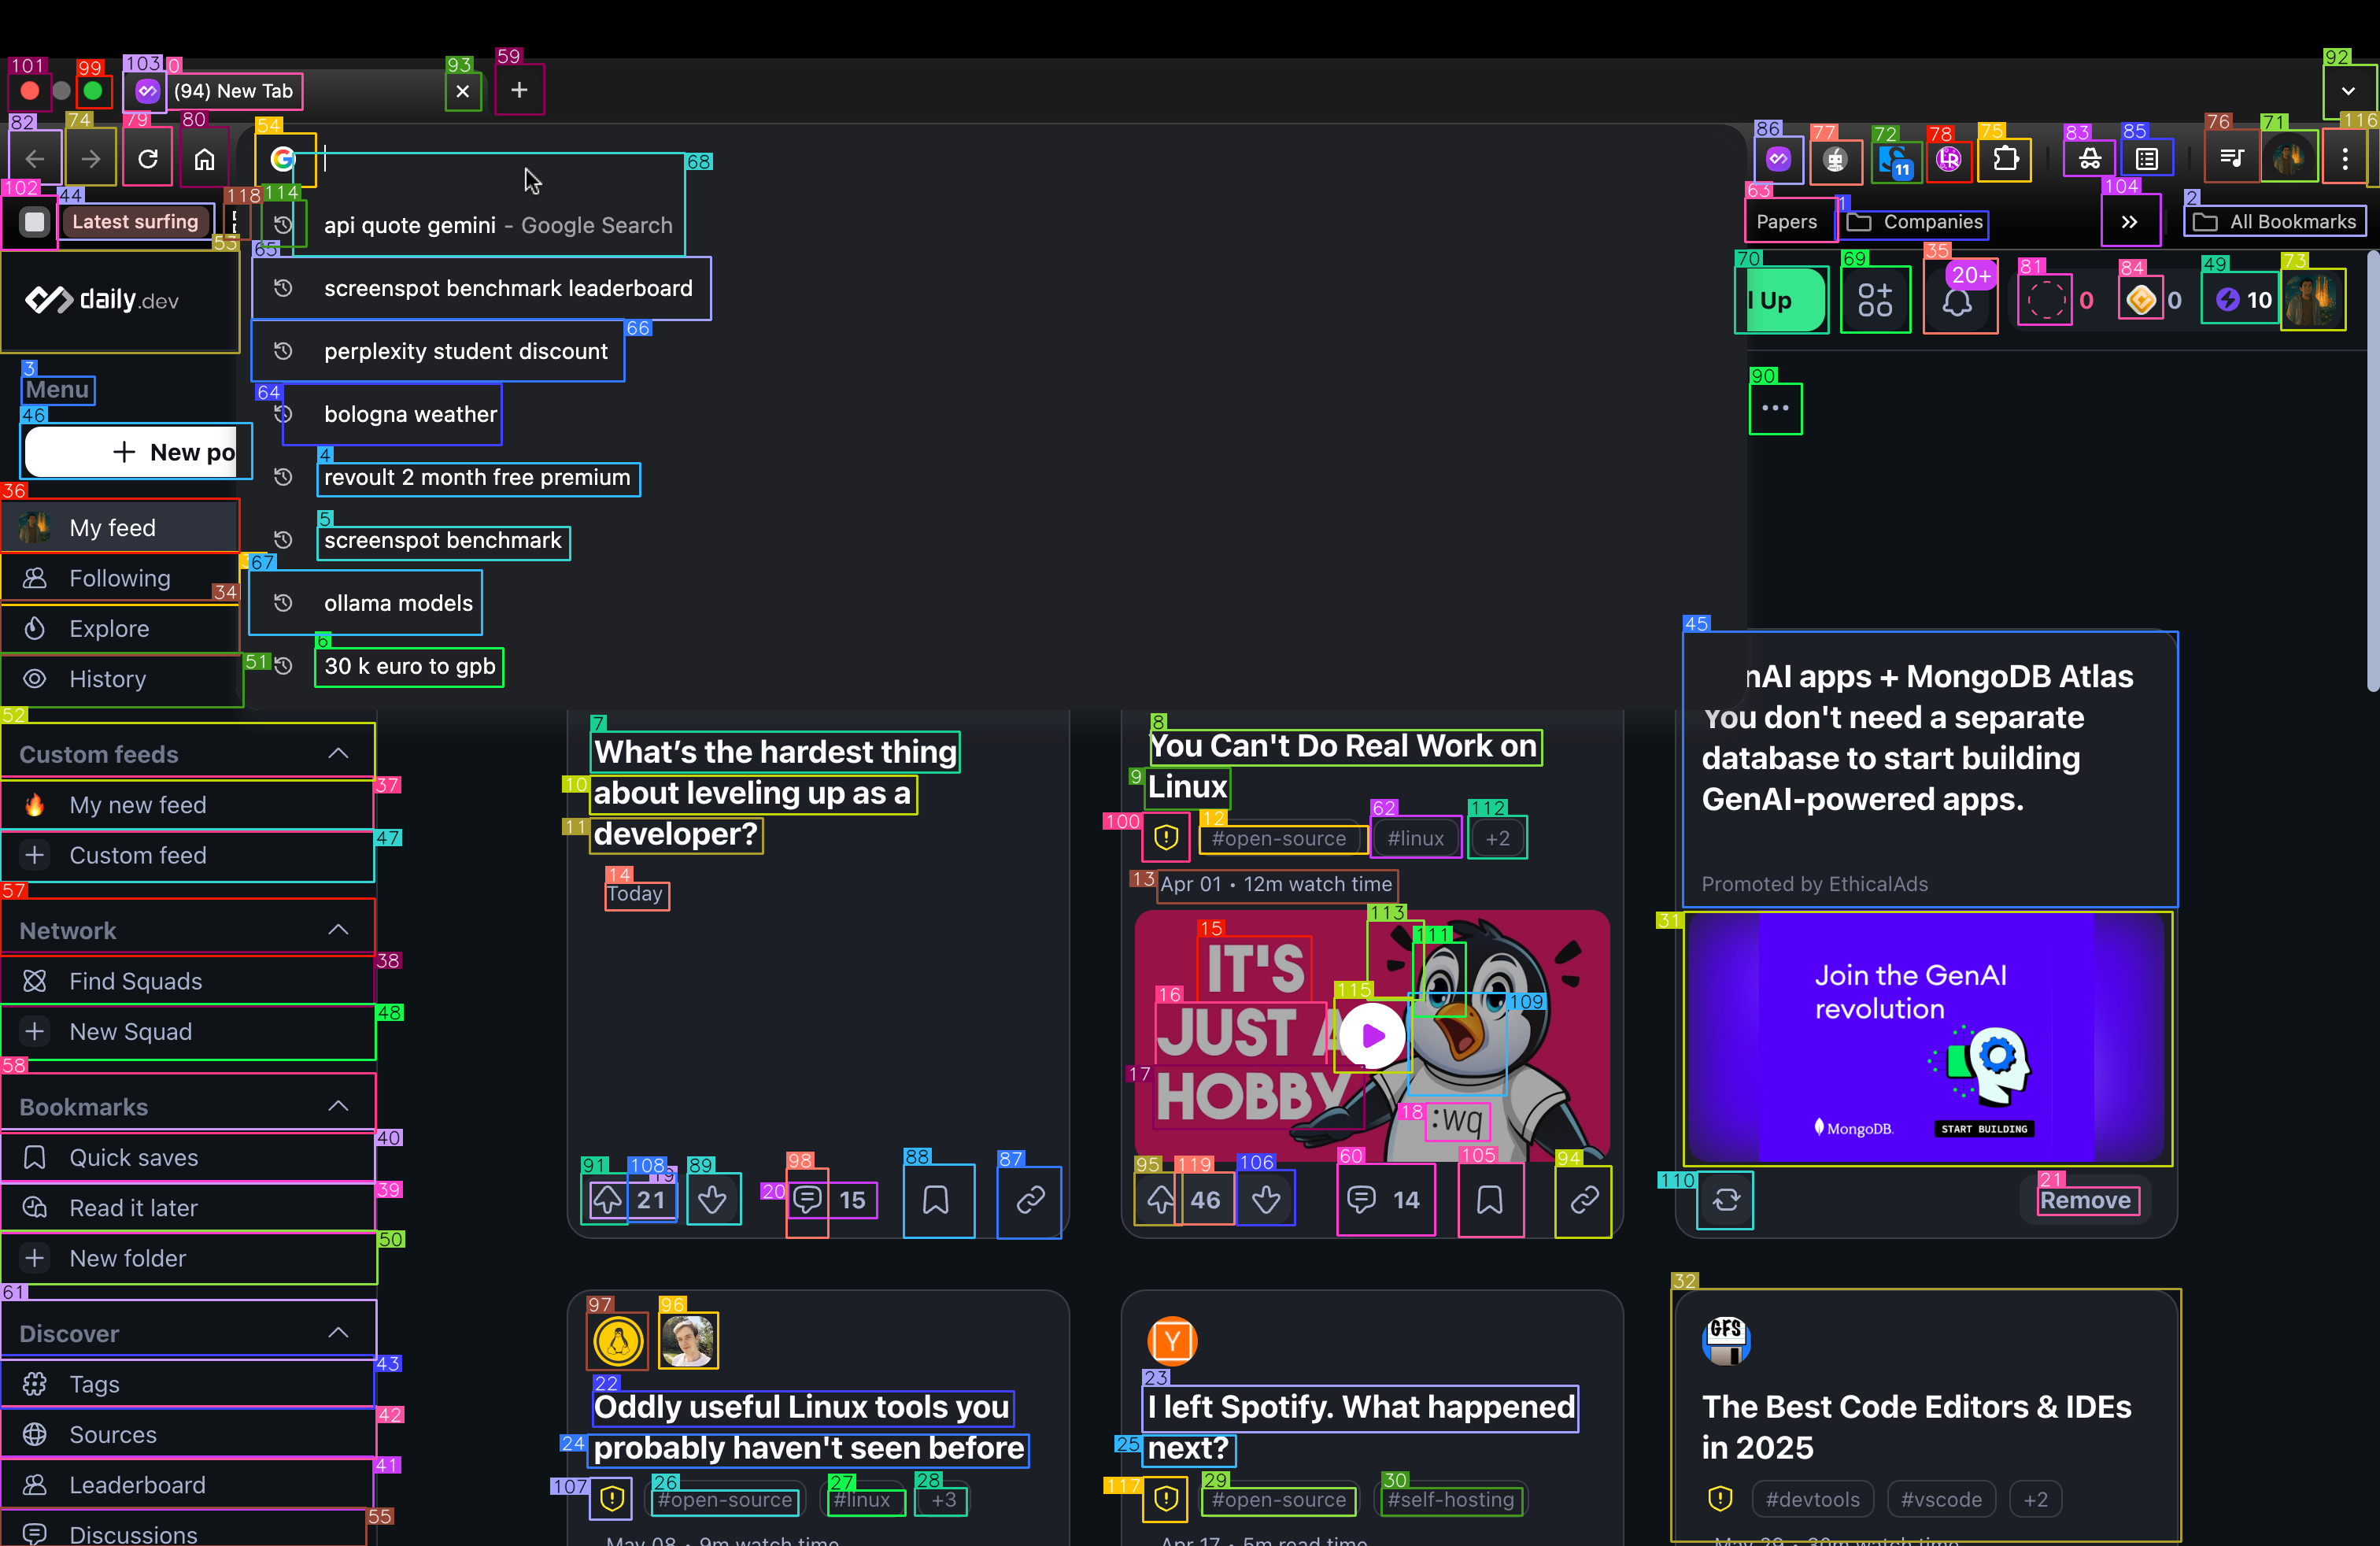 (94) New Tab
11
Latest surfing
Papers
Companies
All Bookmarks
api quote gemini - Google Search
screenspot benchmark leaderboard
perplexity student discount
bologna weather
revoult 2 month free premium
screenspot benchmark
ollama models
30 k euro to gpb
daily.dev
l Up
20+
0
0
10
Menu
New po
My feed
Following
Explore
History
Custom feeds
My new feed
Custom feed
Network
Find Squads
New Squad
Bookmarks
Quick saves
Read it later
New folder
Discover
Tags
Sources
Leaderboard
Discussions
What's the hardest thing
about leveling up as a
developer?
Today
21
15
You Can't Do Real Work on
Linux
#open-source
#linux
+2
Apr 01 • 12m watch time
IT'S
JUST A
HOBBY
:wq
46
14
nAI apps + MongoDB Atlas
You don't need a separate
database to start building
GenAI-powered apps.
Promoted by EthicalAds
Join the GenAI
revolution
MongoDB.
START BUILDING
Remove
Oddly useful Linux tools you
probably haven't seen before
#open-source
#linux
+3
May 08 • 9m watch time
Y
I left Spotify. What happened
next?
#open-source
#self-hosting
Apr 17 • 5m read time
GFS
The Best Code Editors & IDEs
in 2025
#devtools
#vscode
+2
May 29 • 30m watch time